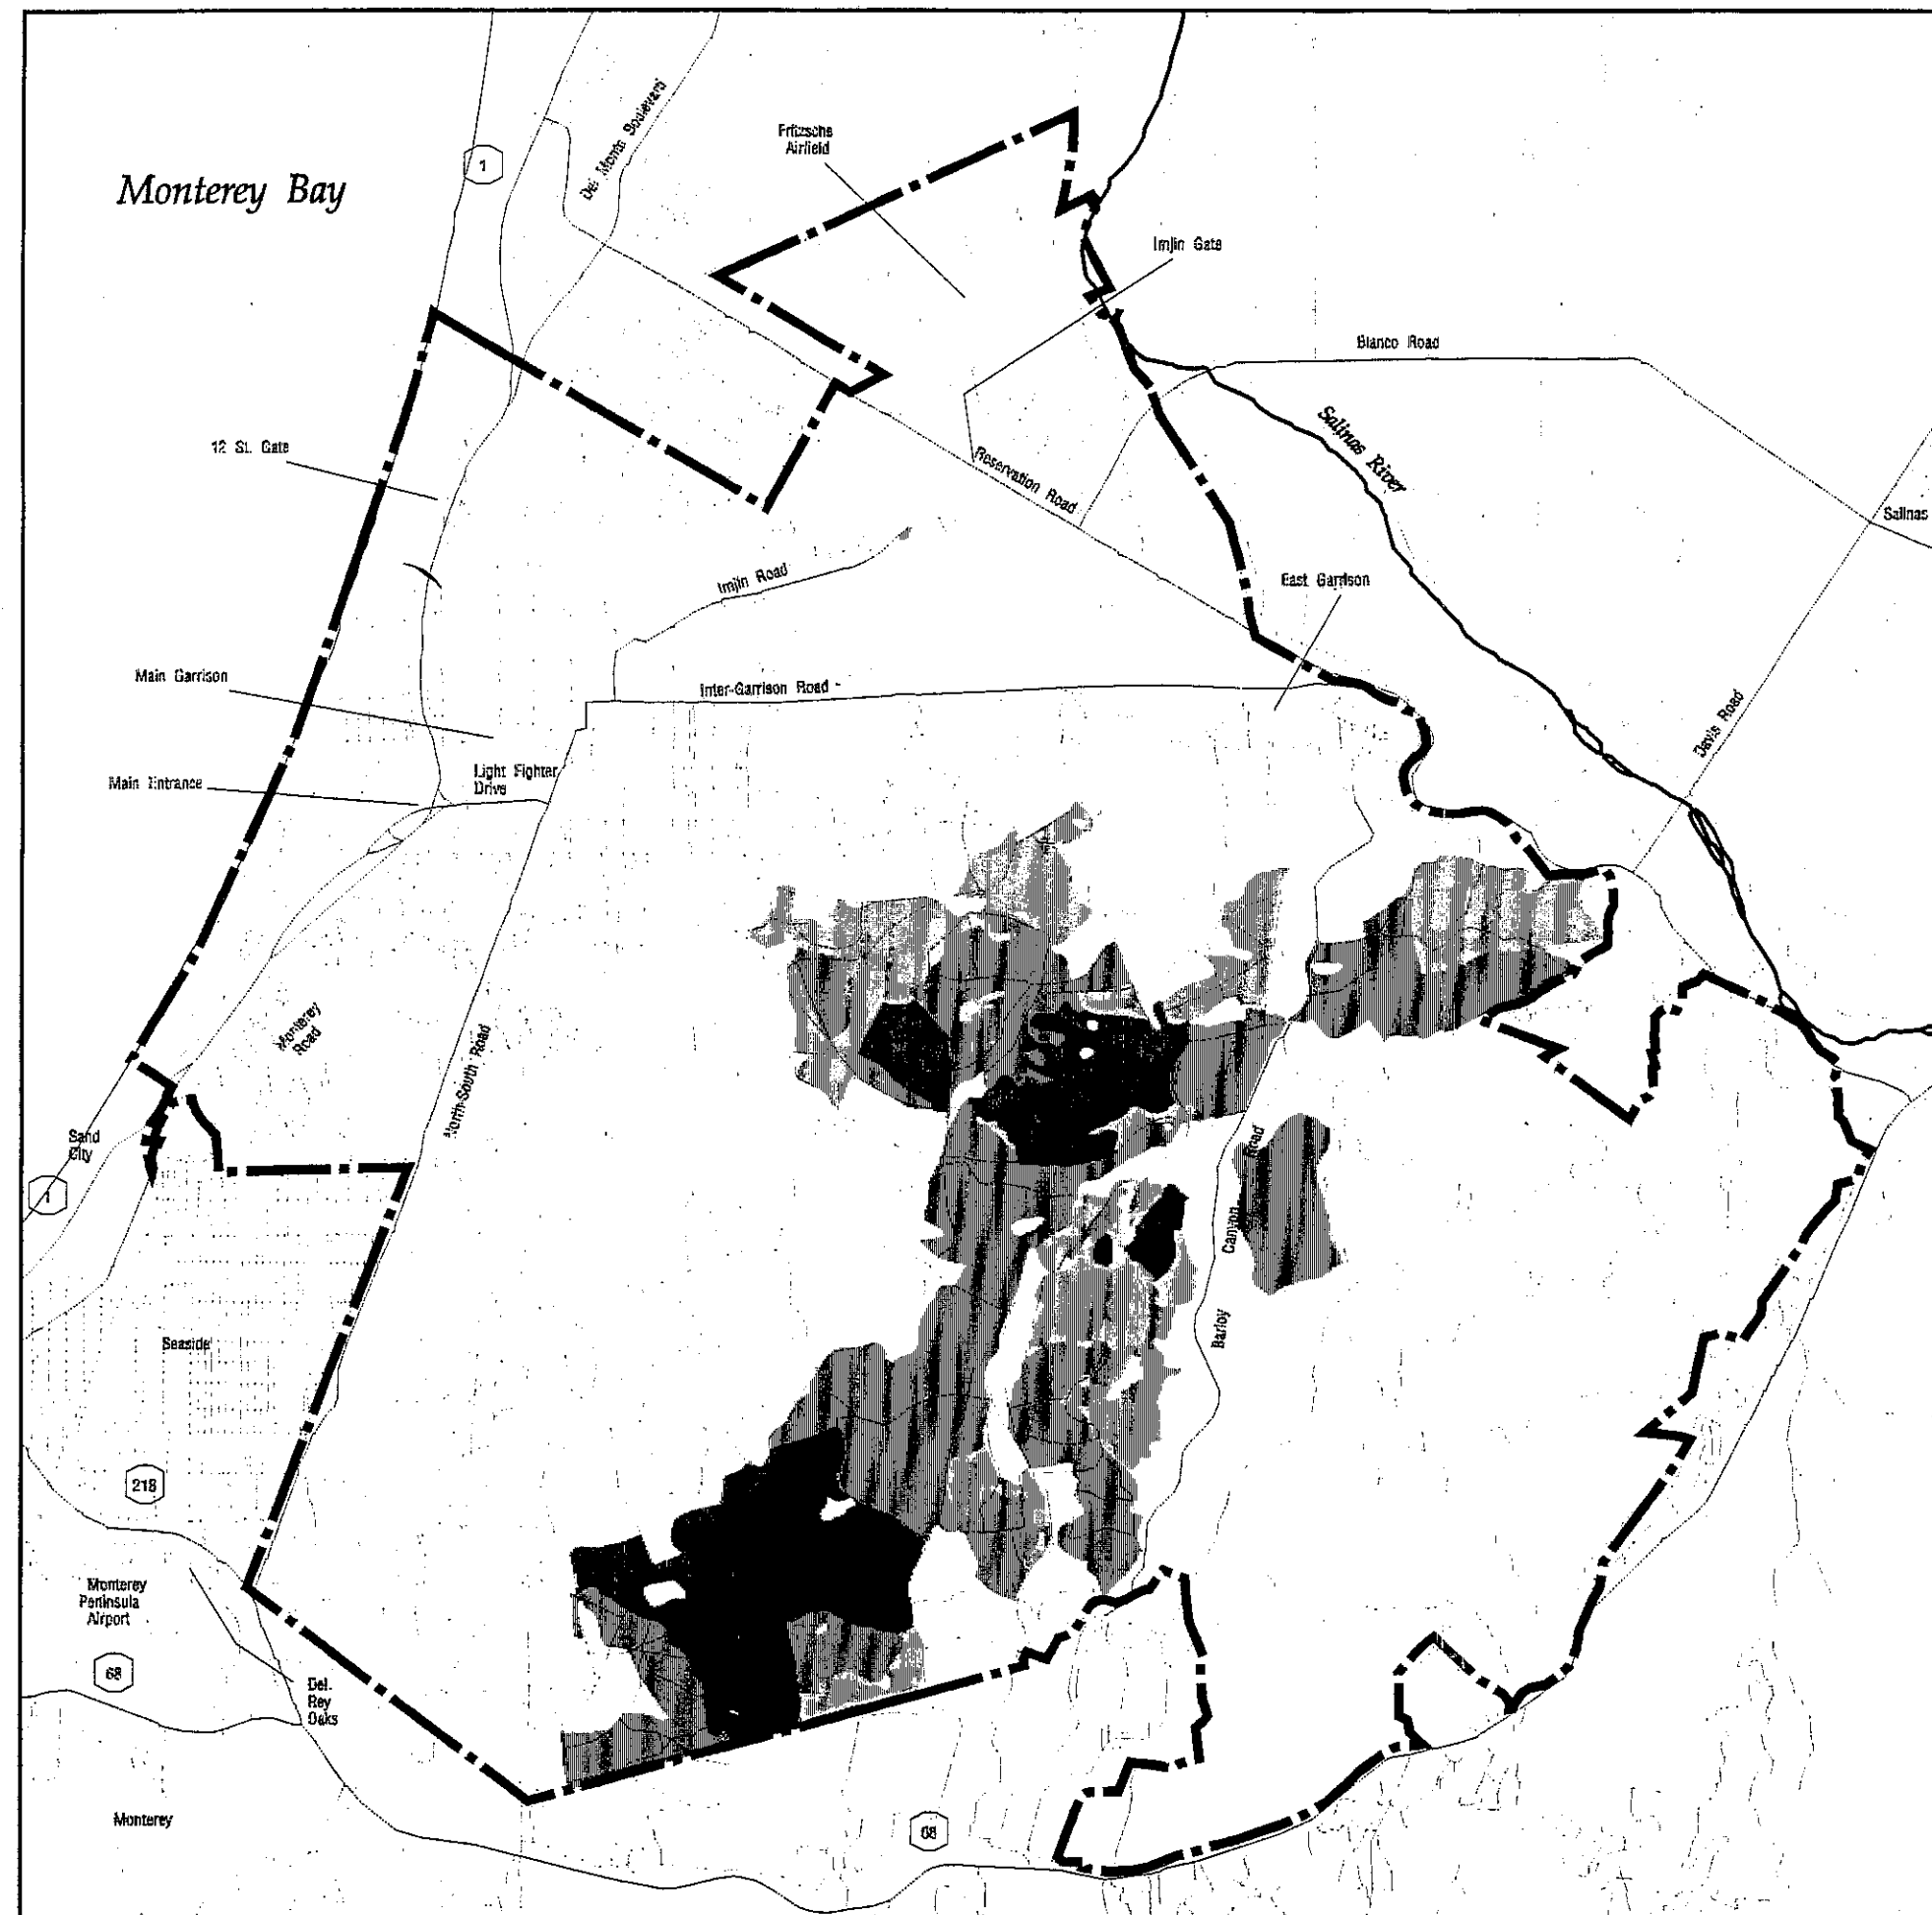 Del Monte Boulevard
Fritzsche
Airfield
1
Monterey Bay
Imjin Gate
Blanco Road
12 St. Gate
Salinas River
Reservation Road
Salinas
Imjin Road
East Garrison
Main Garrison
Inter-Garrison Road
Davis Road
Main Entrance
Light Fighter
Drive
Monterey
Road
North-South Road
Sand
City
1
Barloy Canyon Road
Seaside
218
Monterey
Peninsula
Airport
68
Del
Rey
Oaks
Monterey
68